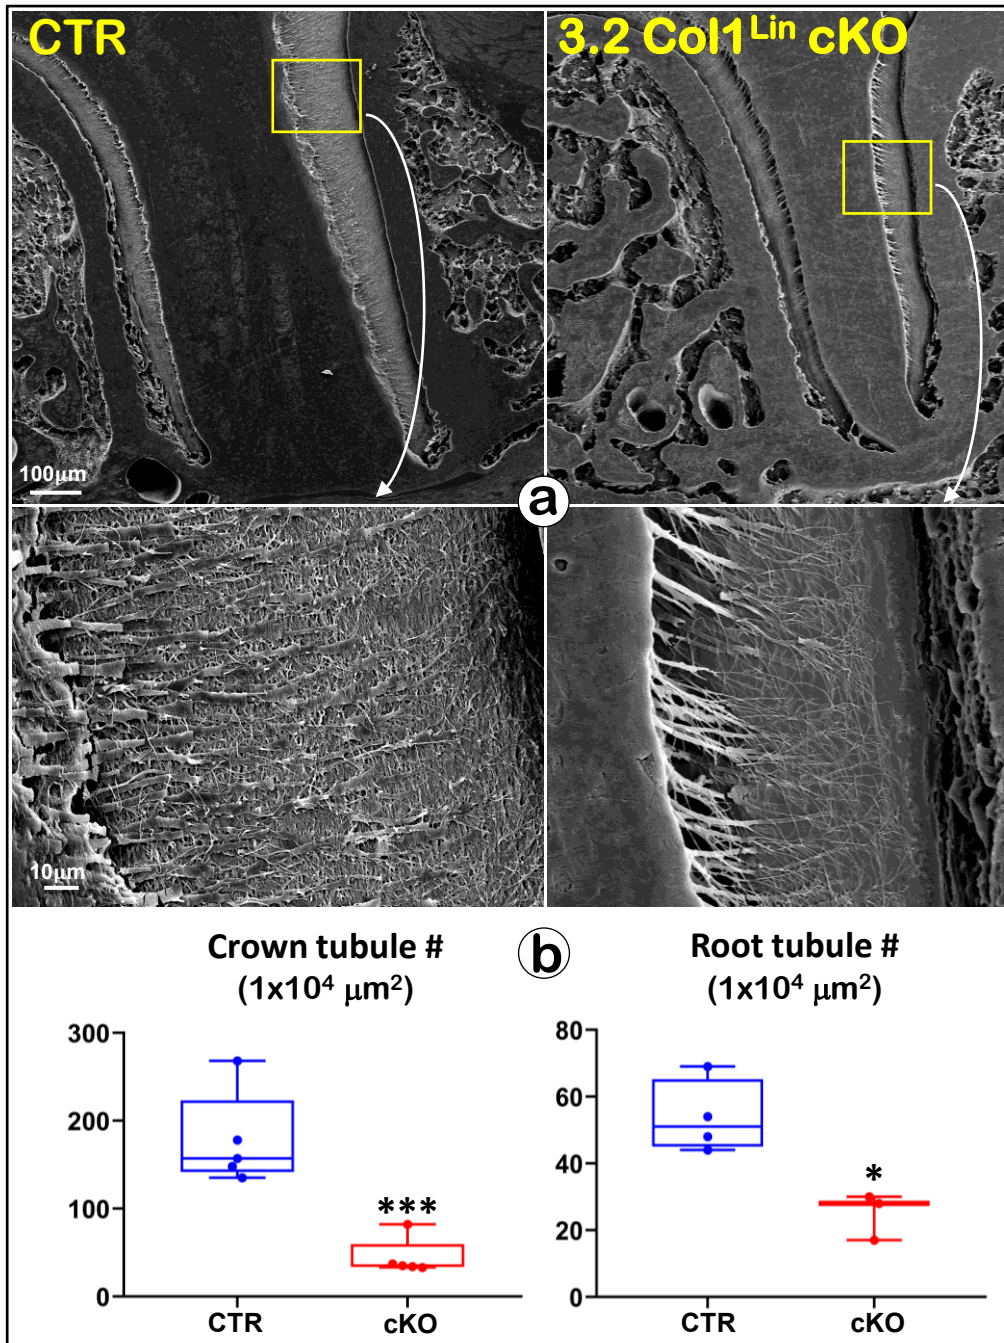 CTR
3.2 Col1Lin cKO
100μm
a
10μm
b
Crown tubule #
(1x10⁴ μm²)
Root tubule #
(1x10⁴ μm²)
300
200
100
0
***
CTR
cKO
80
60
40
20
0
*
CTR
cKO